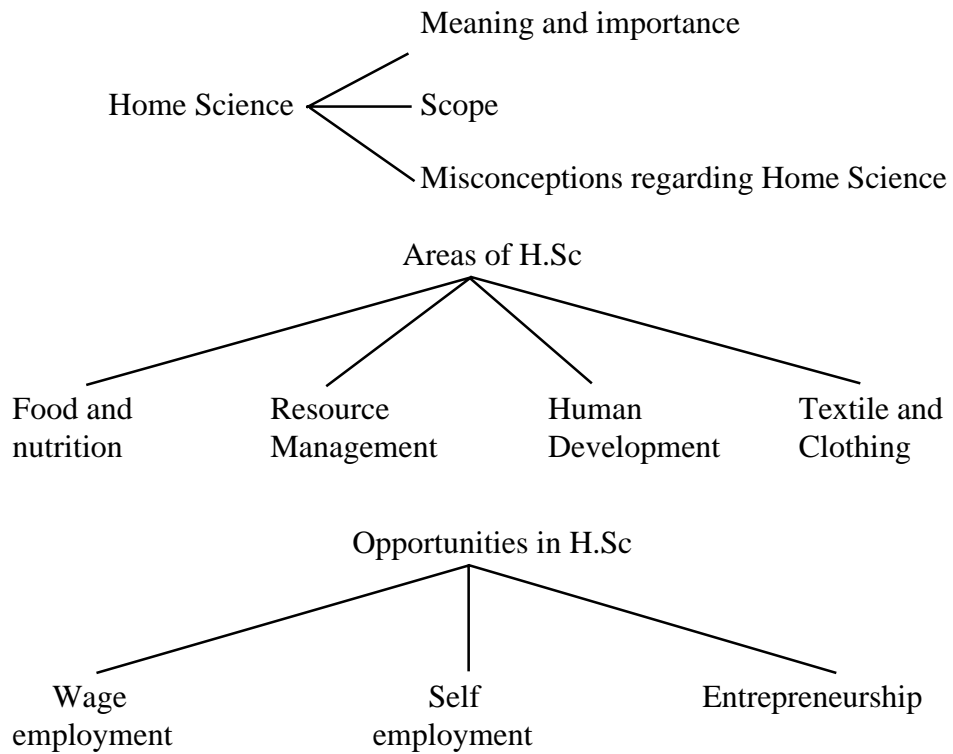 Meaning and importance
Home Science
Scope
Misconceptions regarding Home Science
Areas of H.Sc
Food and
nutrition
Resource
Management
Human
Development
Textile and
Clothing
Opportunities in H.Sc
Wage
employment
Self
employment
Entrepreneurship